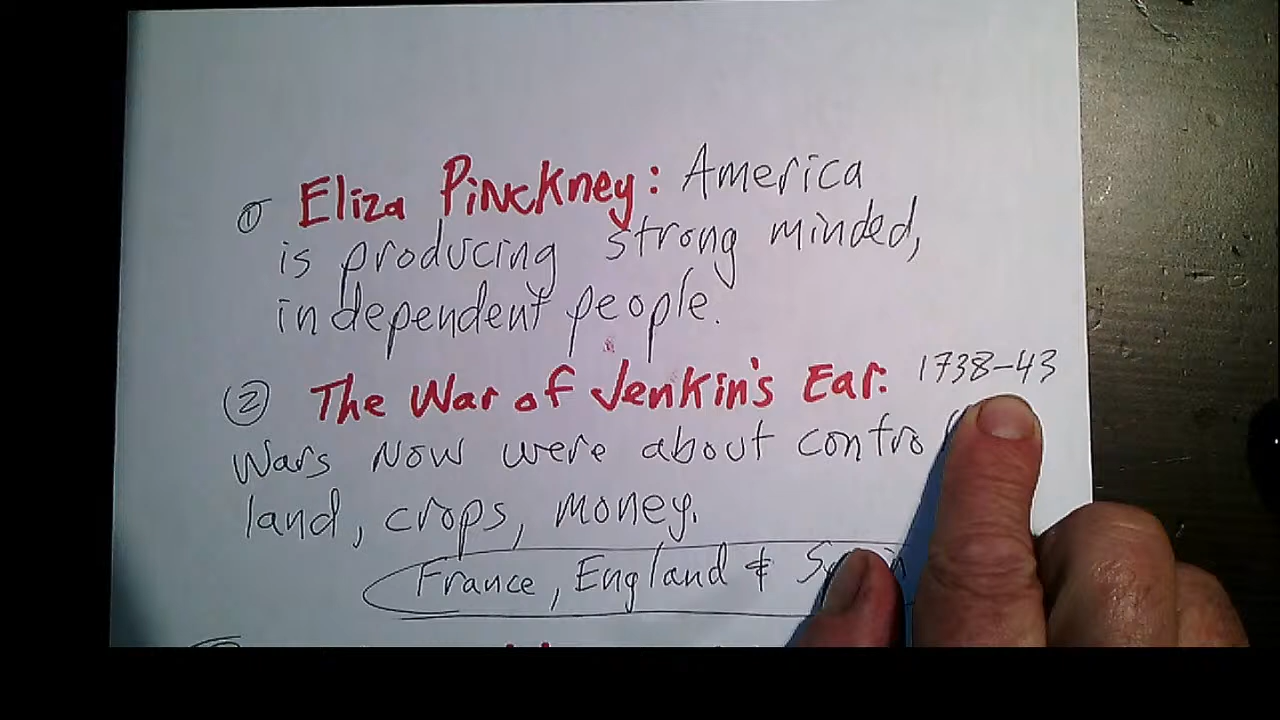 ① Eliza Pinckney: America
is producing strong minded,
independent people.
② The War of Jenkin's Ear: 1738-43
Wars now were about
land, crops, money.
France, England &